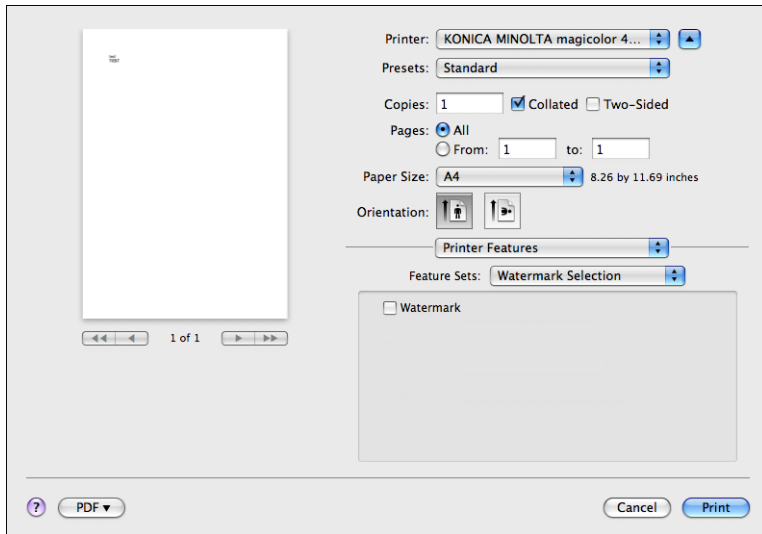 Printer: KONICA MINOLTA magicolor 4...
Presets: Standard
Copies: 1 Collated Two-Sided
Pages: All
From: 1 to: 1
Paper Size: A4 8.26 by 11.69 inches
Orientation:
Printer Features
Feature Sets: Watermark Selection
Watermark
1 of 1
? PDF Cancel Print